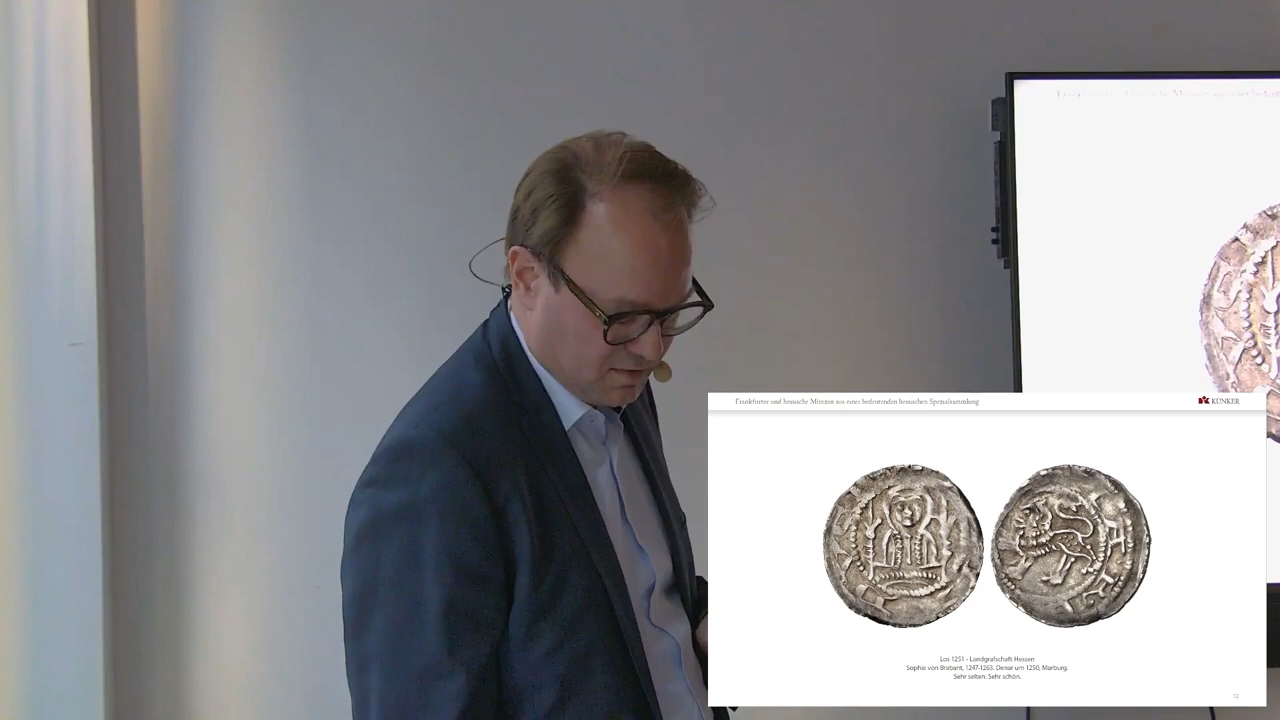 Frankfurter und hessische Münzen aus einer bedeutenden hessischen Spezialsammlung
KÜNKER
Los 1251 - Landgrafschaft Hessen
Sophie von Brabant, 1247-1263. Denar um 1250, Marburg.
Sehr selten. Sehr schön.
12